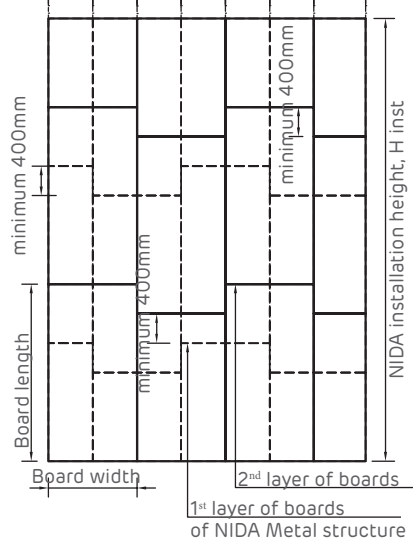 minimum 400mm
minimum 400mm
minimum 400mm
NIDA installation height, H inst
Board length
Board width
2nd layer of boards
1st layer of boards
of NIDA Metal structure